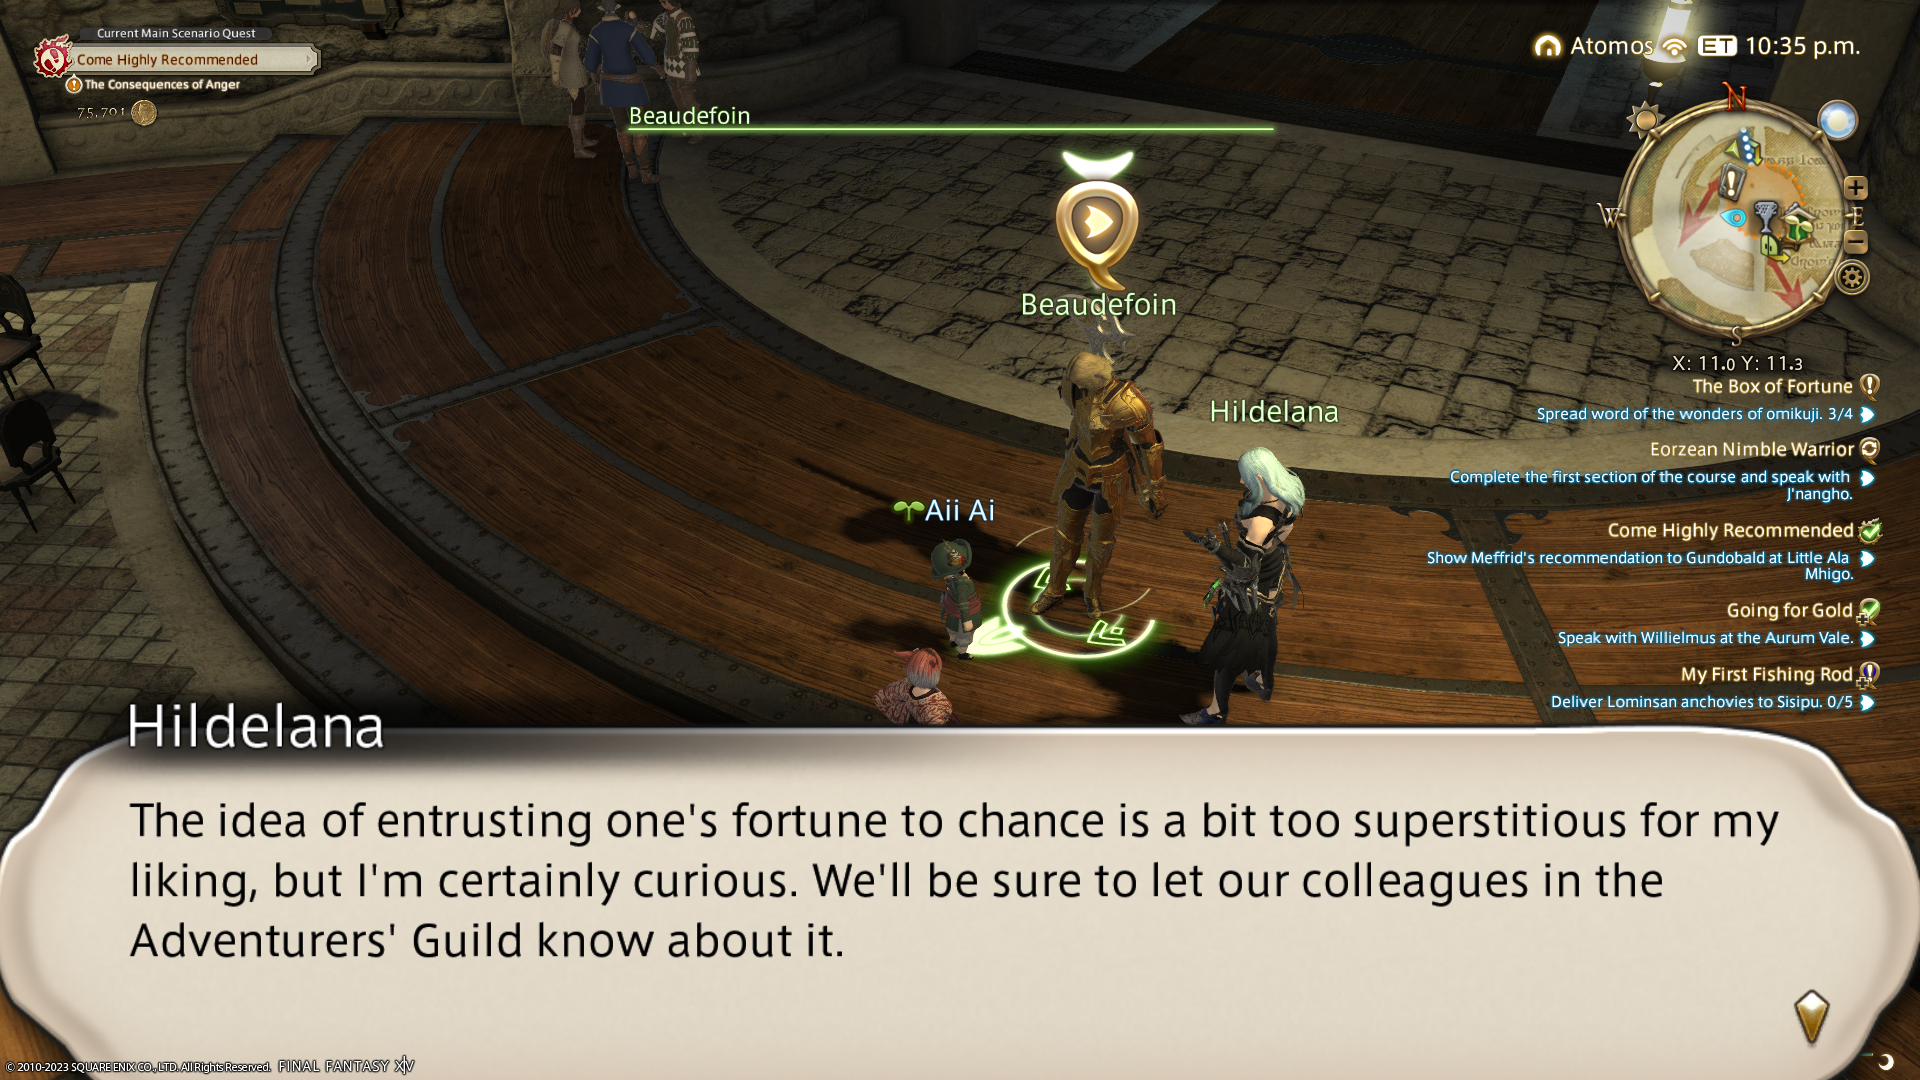 Current Main Scenario Quest
Come Highly Recommended
The Consequences of Anger
75,701
Atomos ET 10:35 p.m.
Beaudefoin
N
W
E
S
X: 11.0 Y: 11.3
Beaudefoin
The Box of Fortune
Spread word of the wonders of omikuji. 3/4
Hildelana
Eorzean Nimble Warrior
Complete the first section of the course and speak with
J'nangho.
Aii Ai
Come Highly Recommended
Show Meffrid's recommendation to Gundobald at Little Ala
Mhigo.
Going for Gold
Speak with Willielmus at the Aurum Vale.
My First Fishing Rod
Deliver Lominsan anchovies to Sisipu. 0/5
Hildelana
The idea of entrusting one's fortune to chance is a bit too superstitious for my
liking, but I'm certainly curious. We'll be sure to let our colleagues in the
Adventurers' Guild know about it.
© 2010-2023 SQUARE ENIX CO., LTD. All Rights Reserved. FINAL FANTASY XIV